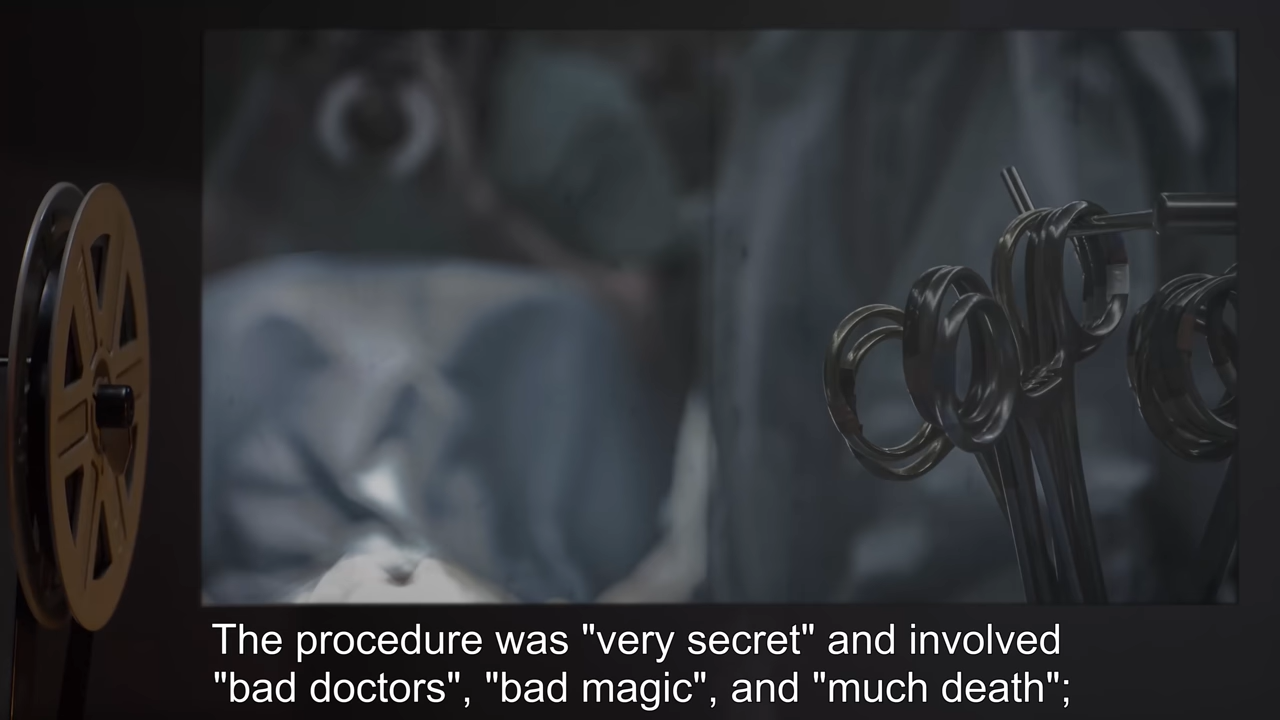 The procedure was "very secret" and involved
"bad doctors", "bad magic", and "much death";